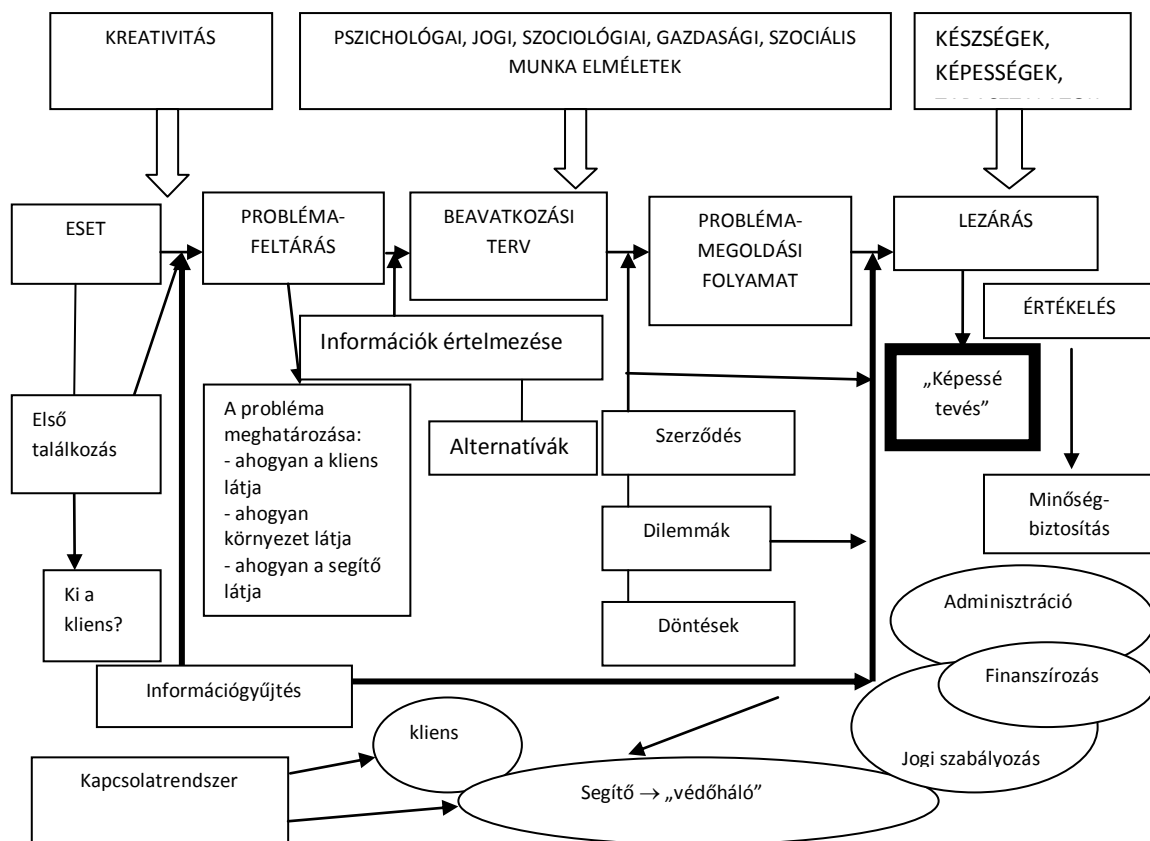 KREATIVITÁS
PSZICHOLÓGAI, JOGI, SZOCIOLÓGIAI, GAZDASÁGI, SZOCIÁLIS
MUNKA ELMÉLETEK
KÉSZSÉGEK,
KÉPESSÉGEK,
ESET
PROBLÉMA-
FELTÁRÁS
BEAVATKOZÁSI
TERV
PROBLÉMA-
MEGOLDÁSI
FOLYAMAT
LEZÁRÁS
ÉRTÉKELÉS
Információk értelmezése
„Képessé
tevés”
Első
találkozás
A probléma
meghatározása:
- ahogyan a kliens
látja
- ahogyan
környezet látja
- ahogyan a segítő
látja
Alternatívák
Szerződés
Minőség-
biztosítás
Dilemmák
Ki a
kliens?
Döntések
Adminisztráció
Információgyűjtés
Finanszírozás
kliens
Jogi szabályozás
Kapcsolatrendszer
Segítő → „védőháló”